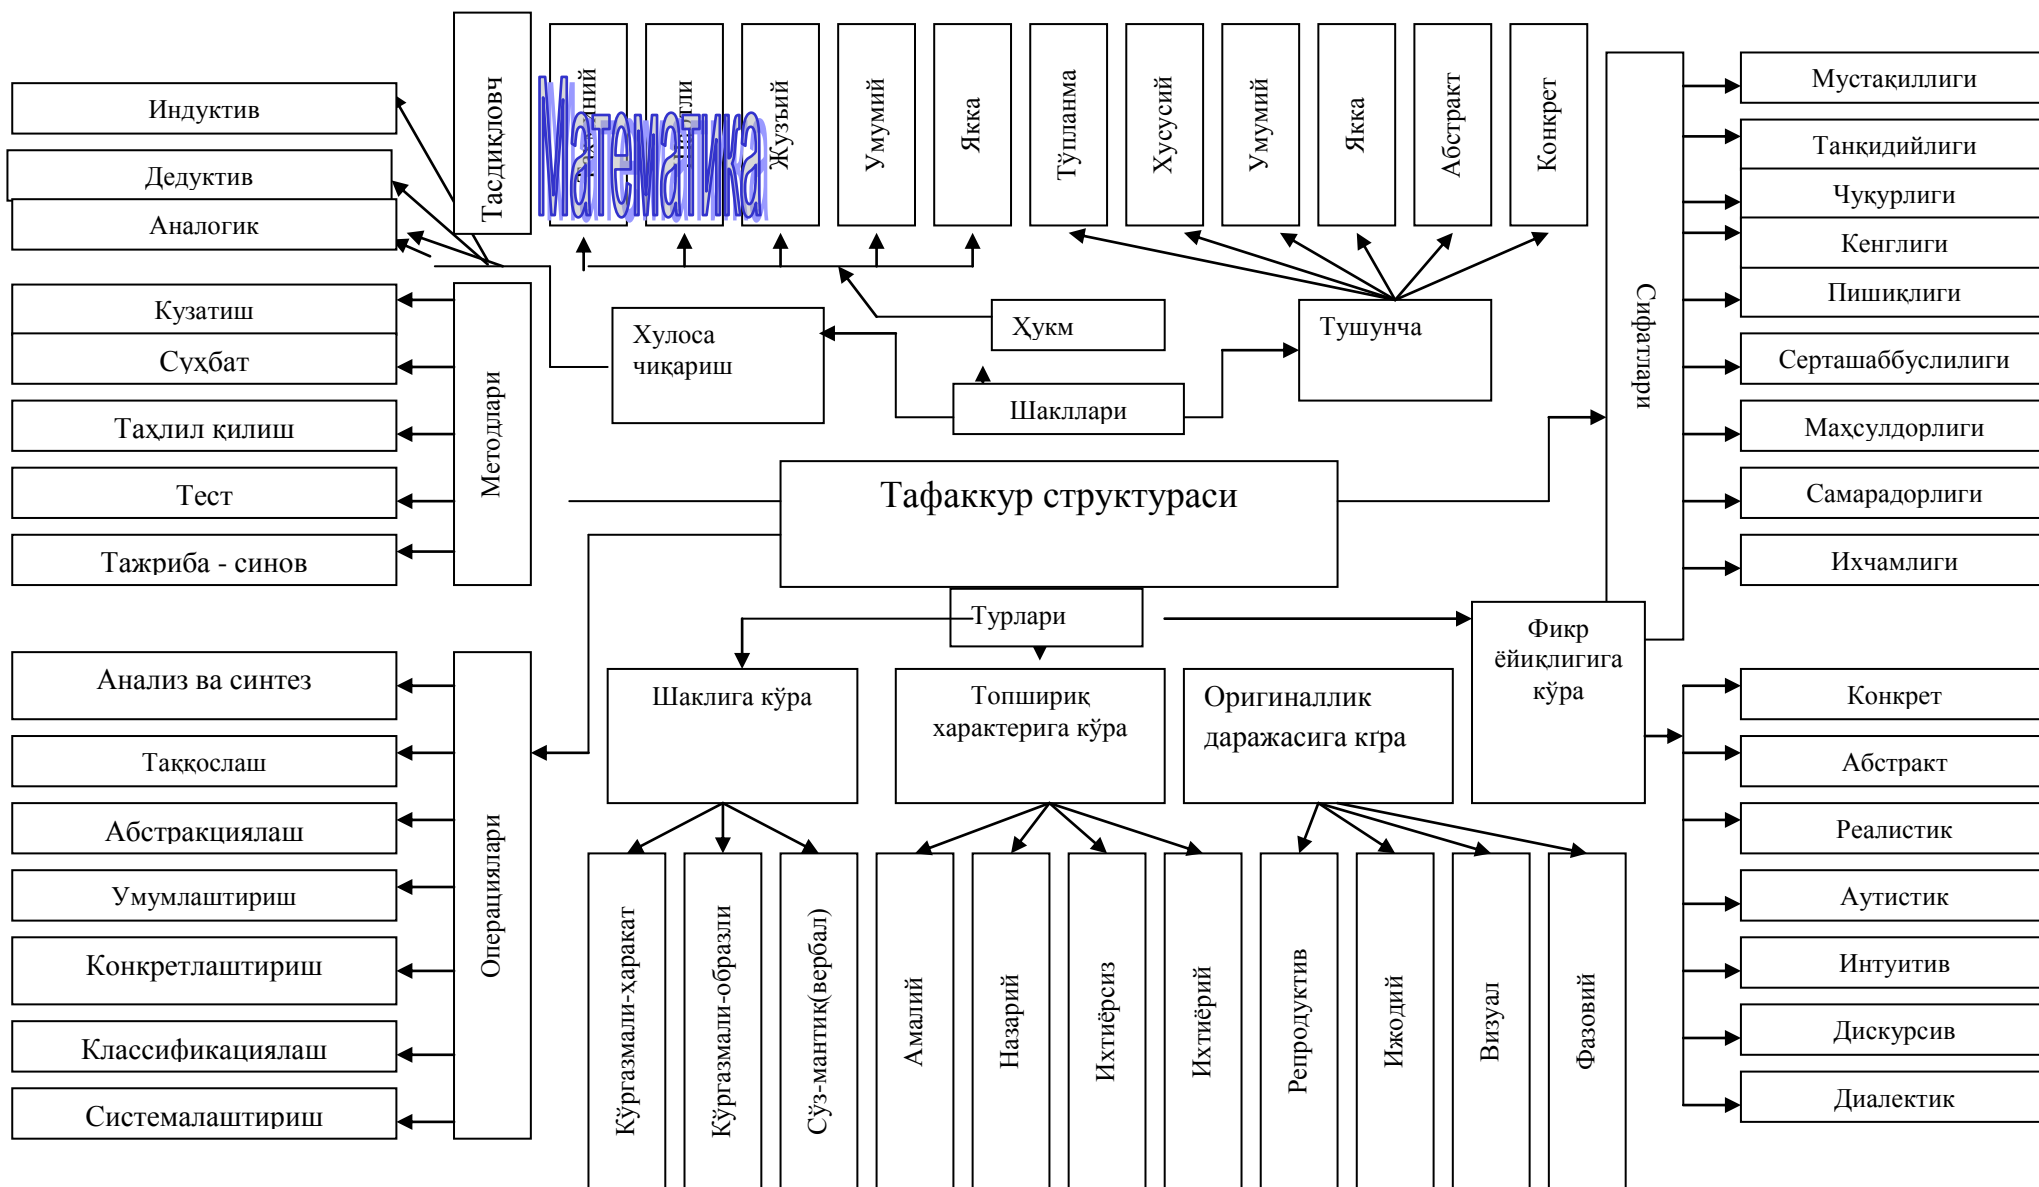 Тасдиқловч
Математика
Жузъий
Умумий
Якка
Тўпланма
Хусусий
Умумий
Якка
Абстракт
Конкрет
Индуктив
Дедуктив
Аналогик
Кузатиш
Суҳбат
Таҳлил қилиш
Тест
Тажриба - синов
Методлари
Хулоса
чиқариш
Ҳукм
Тушунча
Шакллари
Тафаккур структураси
Сифатлари
Мустақиллиги
Танқидийлиги
Чуқурлиги
Кенглиги
Пишиқлиги
Серташаббуслилиги
Маҳсулдорлиги
Самарадорлиги
Ихчамлиги
Турлари
Шаклига кўра
Топшириқ
характерига кўра
Оригиналлик
даражасига кґра
Фикр
ёйиқлигига
кўра
Анализ ва синтез
Таққослаш
Абстракциялаш
Умумлаштириш
Конкретлаштириш
Классификациялаш
Системалаштириш
Операциялари
Кўргазмали-ҳаракат
Кўргазмали-образли
Сўз-мантиқ(вербал)
Амалий
Назарий
Ихтиёрсиз
Ихтиёрий
Репродуктив
Ижодий
Визуал
Фазовий
Конкрет
Абстракт
Реалистик
Аутистик
Интуитив
Дискурсив
Диалектик